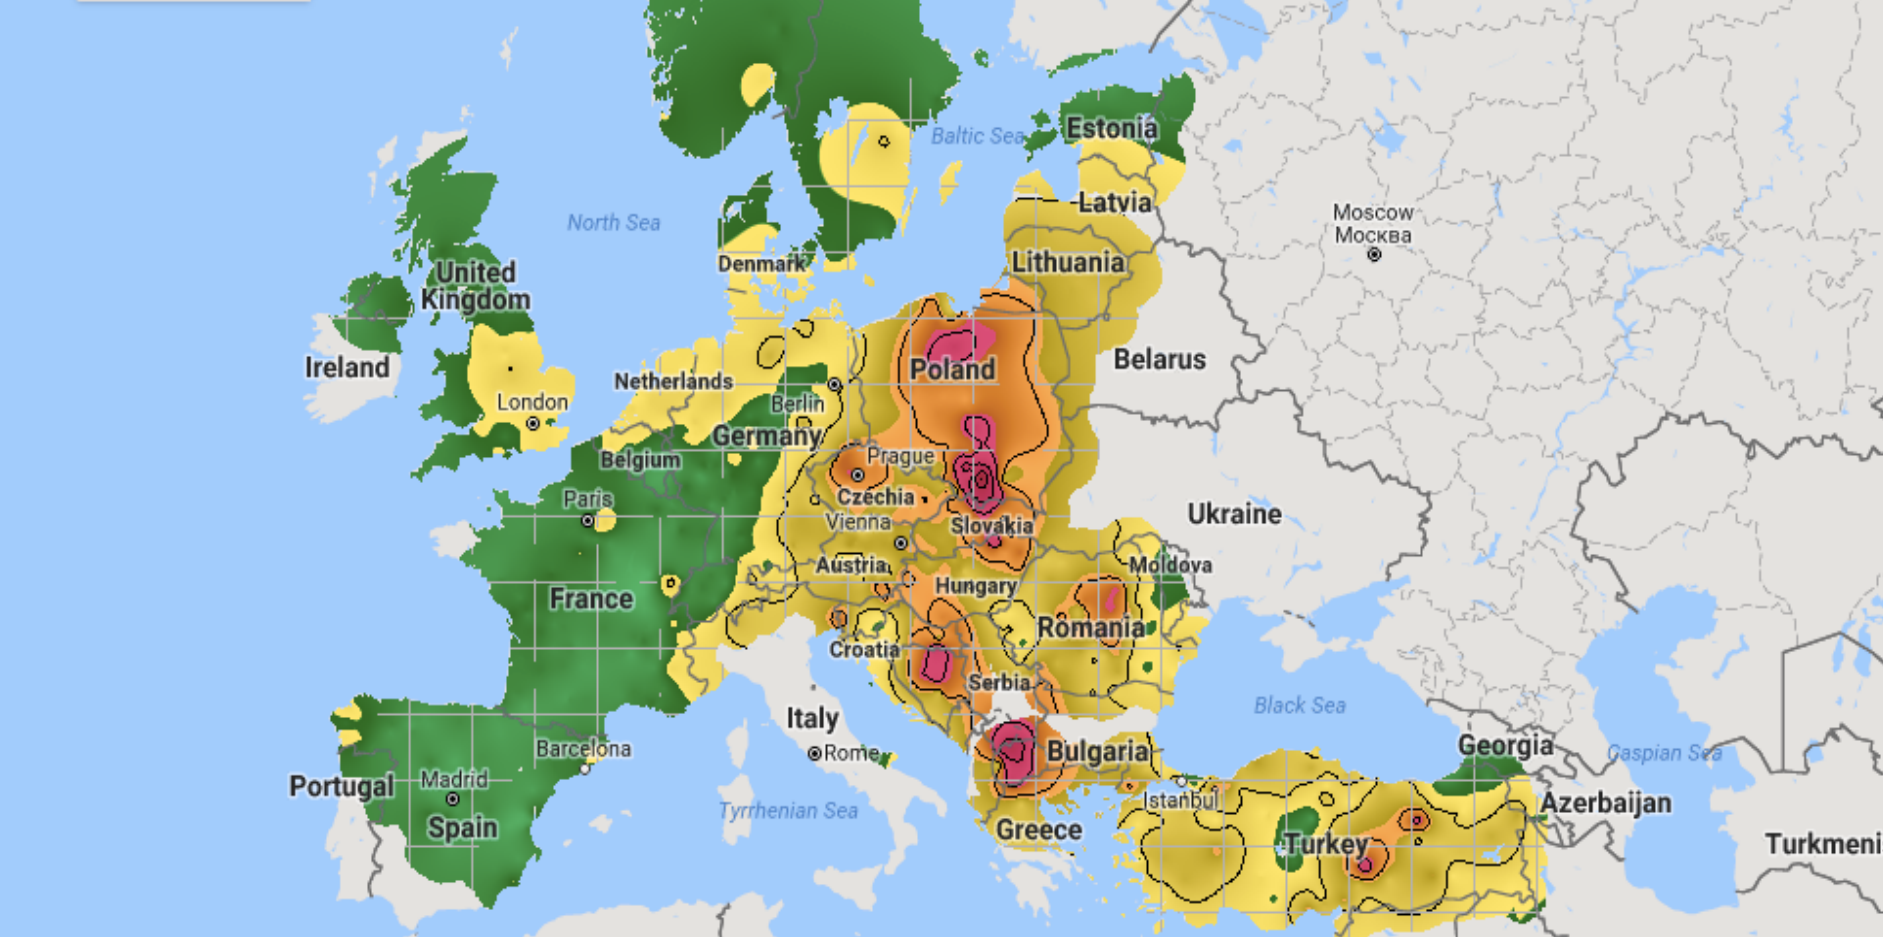 Estonia
Baltic Sea
Latvia
Moscow
Москва
North Sea
Denmark
Lithuania
United
Kingdom
Ireland
Belarus
Poland
Netherlands
London
Berlin
Germany
Belgium
Prague
Czechia
Paris
Vienna
Slovakia
Ukraine
Austria
Moldova
Hungary
France
Romania
Croatia
Serbia
Black Sea
Italy
Barcelona
Rome
Bulgaria
Georgia
Caspian Sea
Portugal
Madrid
Istanbul
Azerbaijan
Tyrrhenian Sea
Spain
Greece
Turkey
Turkmeni